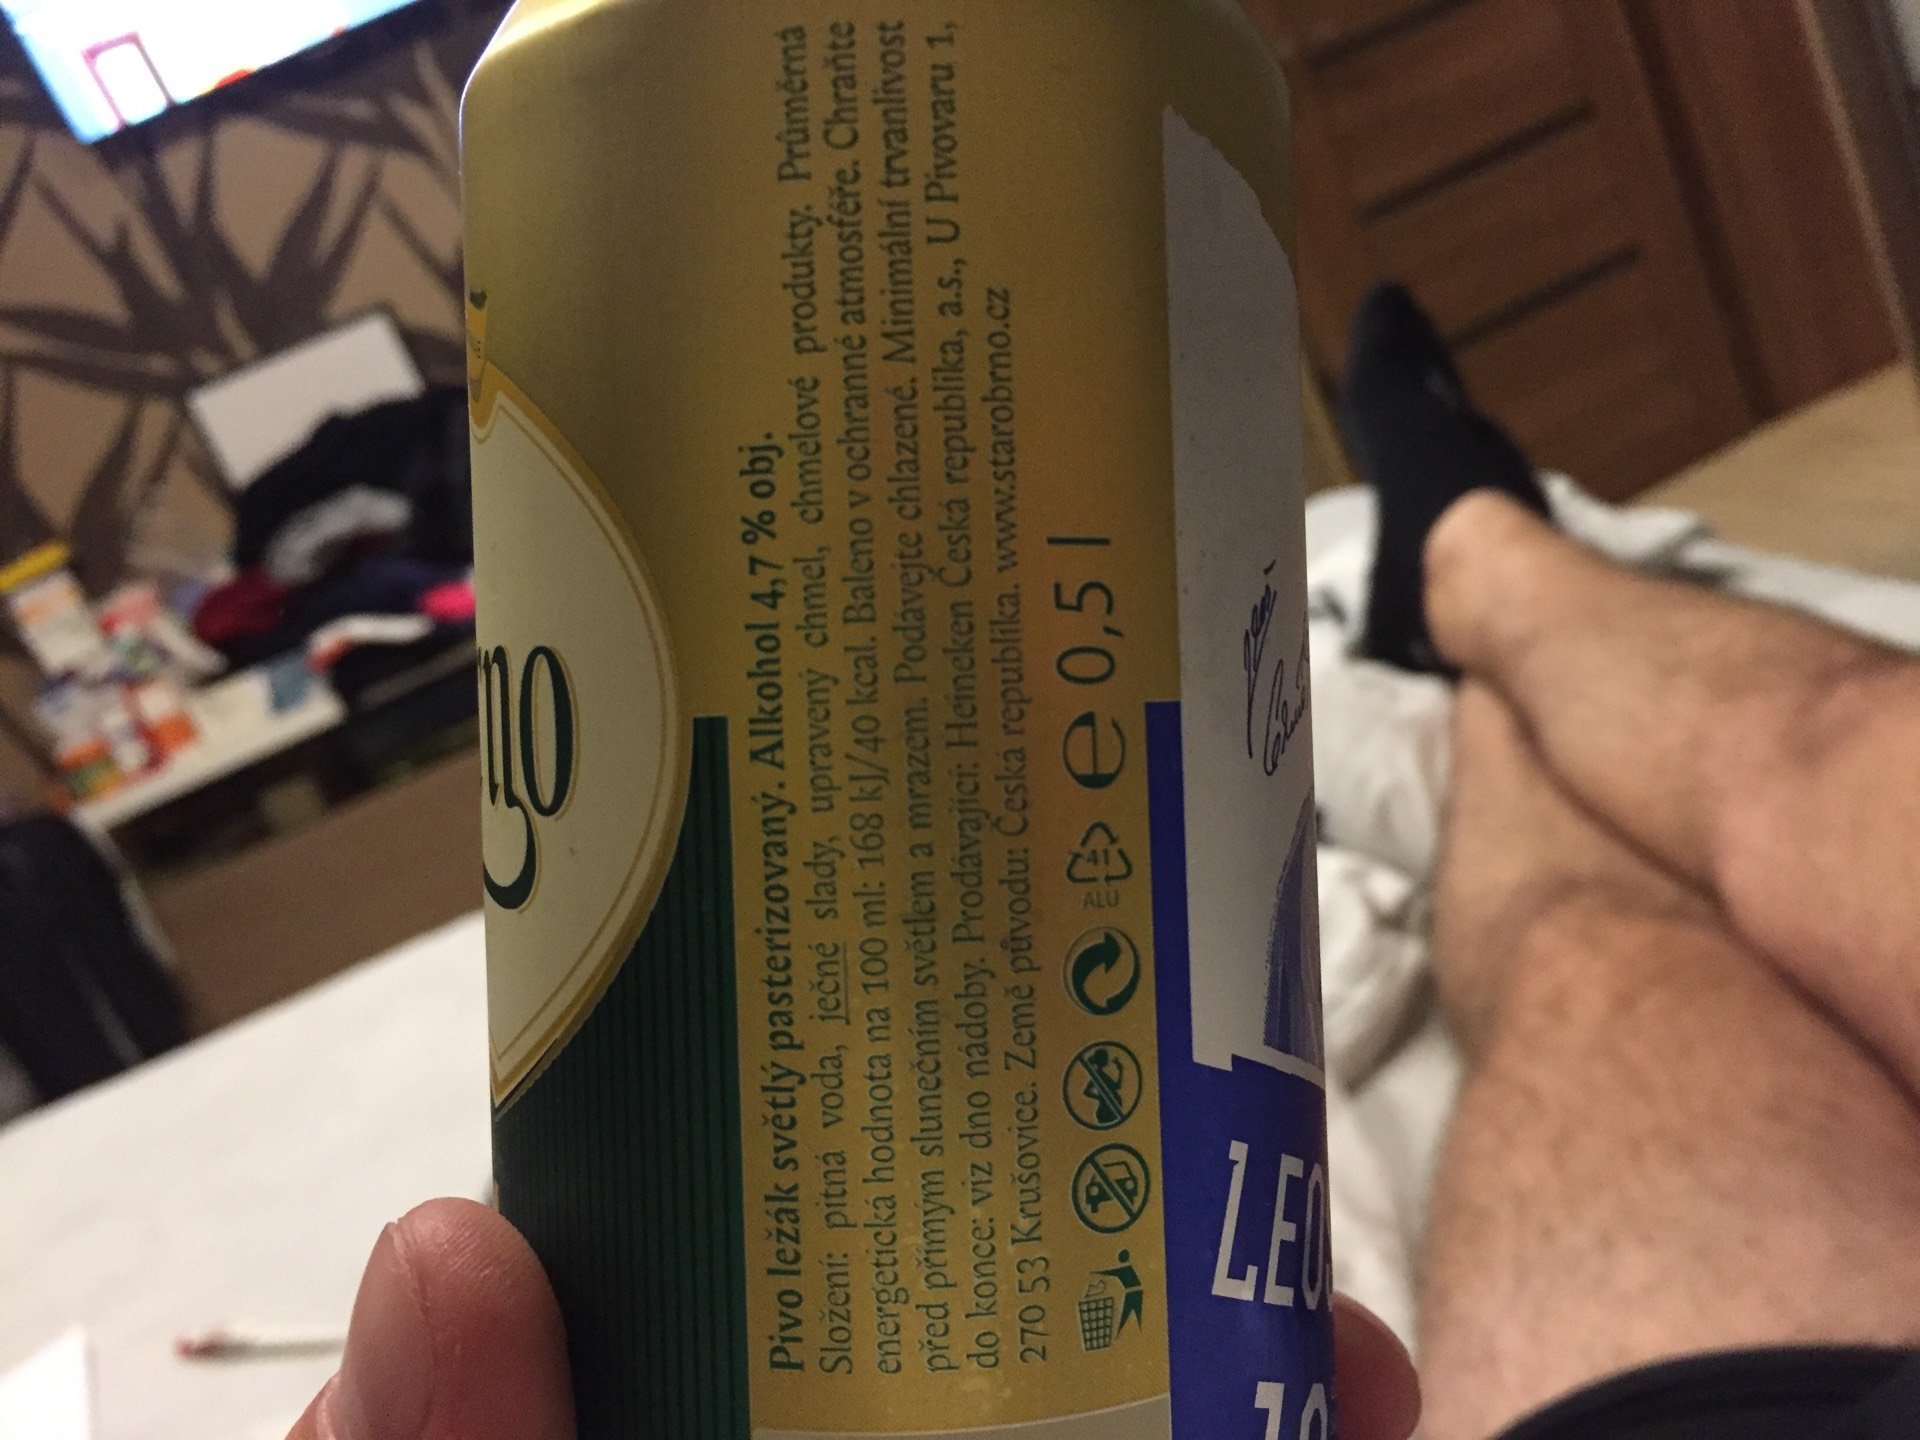 Pivo ležák světlý pasterizovaný. Alkohol 4,7 % obj.
Složení: pitná voda, ječné slady, upravený chmel, chmelové produkty. Průměrná
energetická hodnota na 100 ml: 168 kJ/40 kcal. Baleno v ochranné atmosféře. Chraňte
před přímým slunečním světlem a mrazem. Podávejte chlazené. Minimální trvanlivost
do konce: viz dno nádoby. Prodávající: Heineken Česká republika, a.s., U Pivovaru 1,
270 53 Krušovice. Země původu: Česká republika. www.starobrno.cz
ALU 41 e 0,5 l